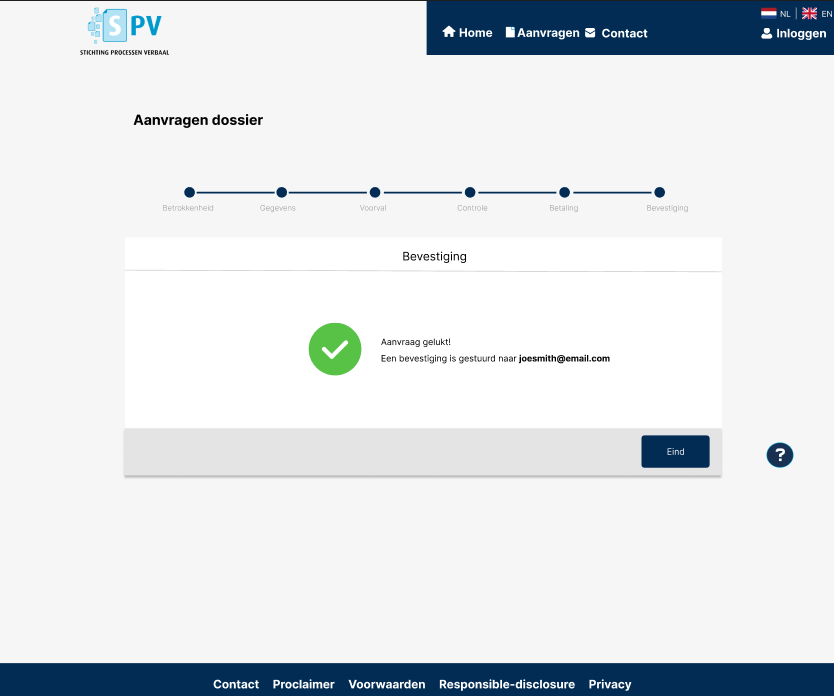 SPV
STICHTING PROCESSEN VERBAAL
Home Aanvragen Contact
NL | EN
Inloggen
Aanvragen dossier
Betrokkenheid Gegevens Voorval Controle Betaling Bevestiging
Bevestiging
Aanvraag gelukt!
Een bevestiging is gestuurd naar joesmith@email.com
Eind
?
Contact Proclaimer Voorwaarden Responsible-disclosure Privacy